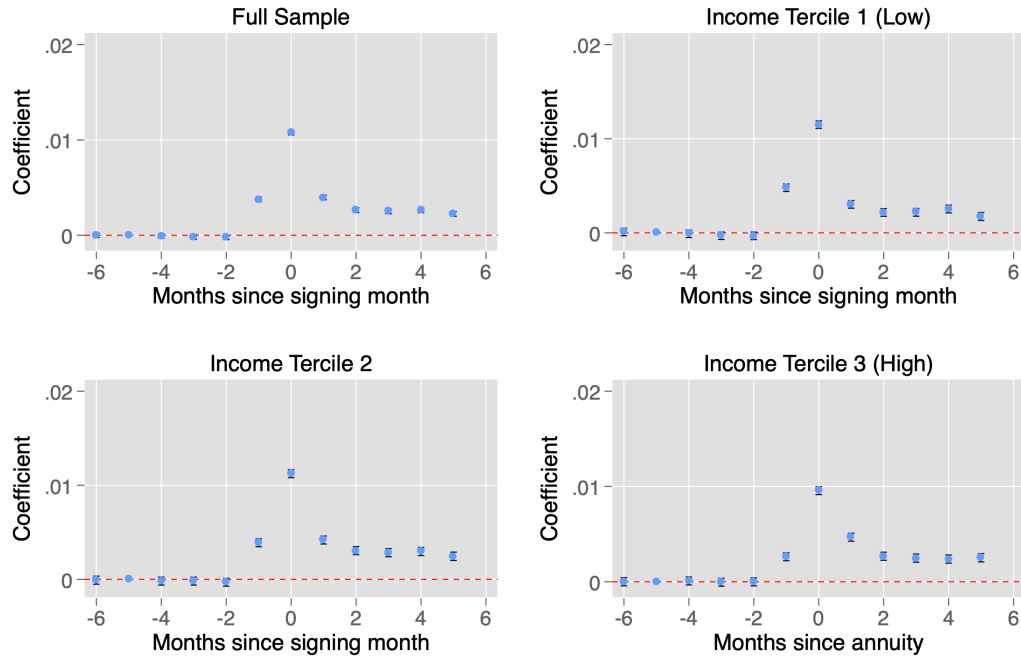 Full Sample
Coefficient
.02
.01
0
-6 -4 -2 0 2 4 6
Months since signing month
Income Tercile 1 (Low)
Coefficient
.02
.01
0
-6 -4 -2 0 2 4 6
Months since signing month
Income Tercile 2
Coefficient
.02
.01
0
-6 -4 -2 0 2 4 6
Months since signing month
Income Tercile 3 (High)
Coefficient
.02
.01
0
-6 -4 -2 0 2 4 6
Months since annuity